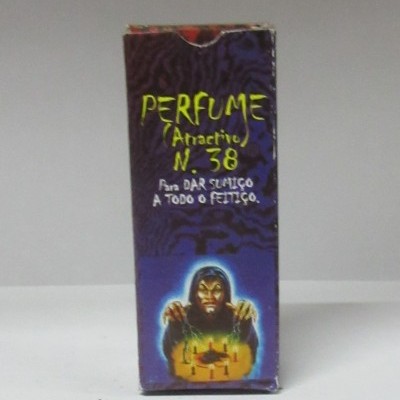 PERFUME
(Atractivo)
N. 38
Para DAR SUMIÇO
A TODO O FEITIÇO.